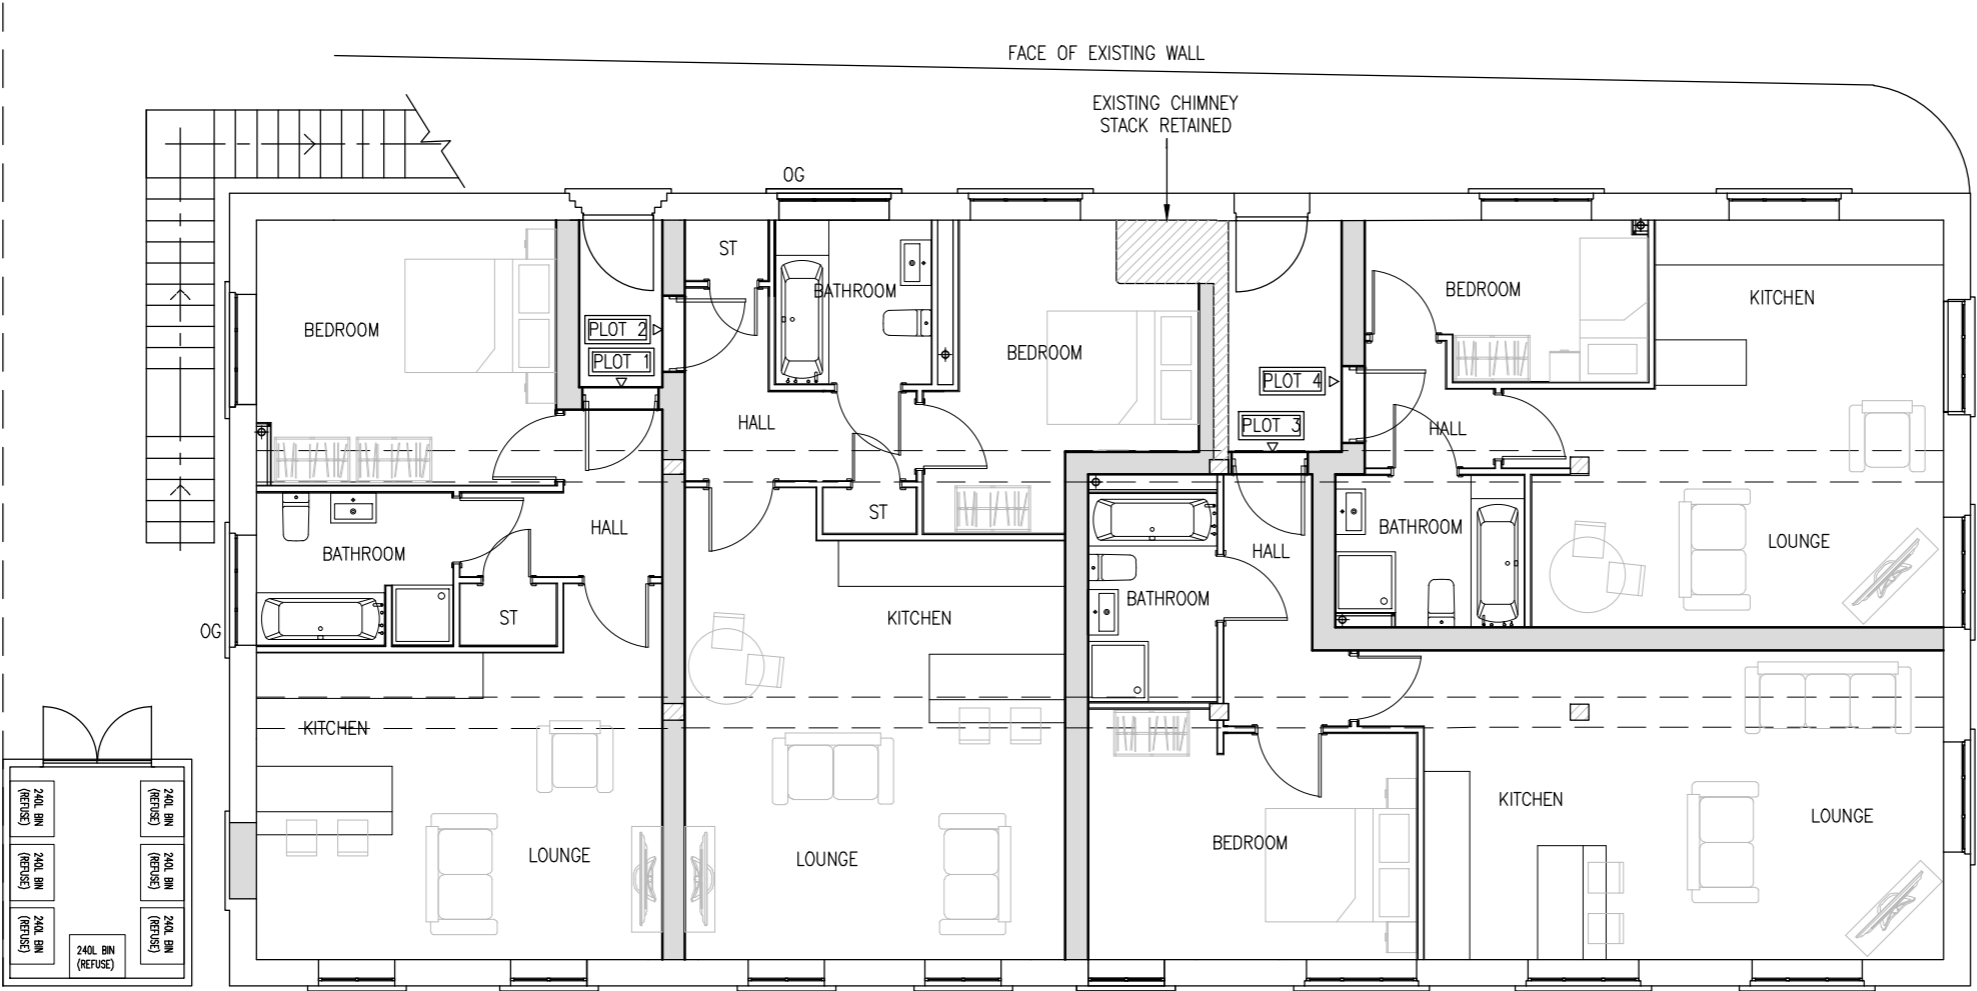 FACE OF EXISTING WALL
EXISTING CHIMNEY
STACK RETAINED
OG
ST
BATHROOM
BEDROOM
KITCHEN
BEDROOM
PLOT 2
PLOT 1
BEDROOM
PLOT 4
HALL
PLOT 3
HALL
ST
HALL
BATHROOM
HALL
BATHROOM
LOUNGE
BATHROOM
ST
KITCHEN
OG
KITCHEN
KITCHEN
LOUNGE
BEDROOM
LOUNGE
LOUNGE
240L BIN
(REFUSE)
240L BIN
(REFUSE)
240L BIN
(REFUSE)
240L BIN
(REFUSE)
240L BIN
(REFUSE)
240L BIN
(REFUSE)
240L BIN
(REFUSE)